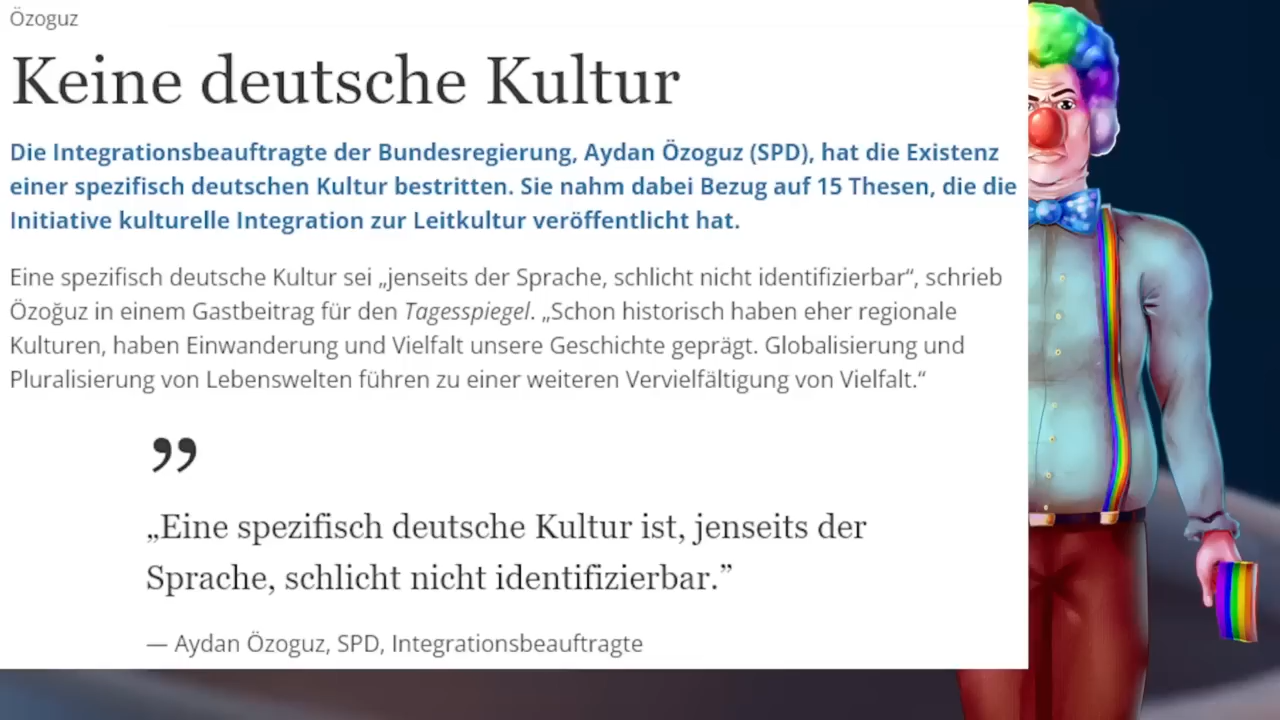 Özoguz
Keine deutsche Kultur
Die Integrationsbeauftragte der Bundesregierung, Aydan Özoguz (SPD), hat die Existenz
einer spezifisch deutschen Kultur bestritten. Sie nahm dabei Bezug auf 15 Thesen, die die
Initiative kulturelle Integration zur Leitkultur veröffentlicht hat.
Eine spezifisch deutsche Kultur sei „jenseits der Sprache, schlicht nicht identifizierbar“, schrieb
Özoğuz in einem Gastbeitrag für den Tagesspiegel. „Schon historisch haben eher regionale
Kulturen, haben Einwanderung und Vielfalt unsere Geschichte geprägt. Globalisierung und
Pluralisierung von Lebenswelten führen zu einer weiteren Vervielfältigung von Vielfalt.“
”
„Eine spezifisch deutsche Kultur ist, jenseits der
Sprache, schlicht nicht identifizierbar.”
— Aydan Özoguz, SPD, Integrationsbeauftragte